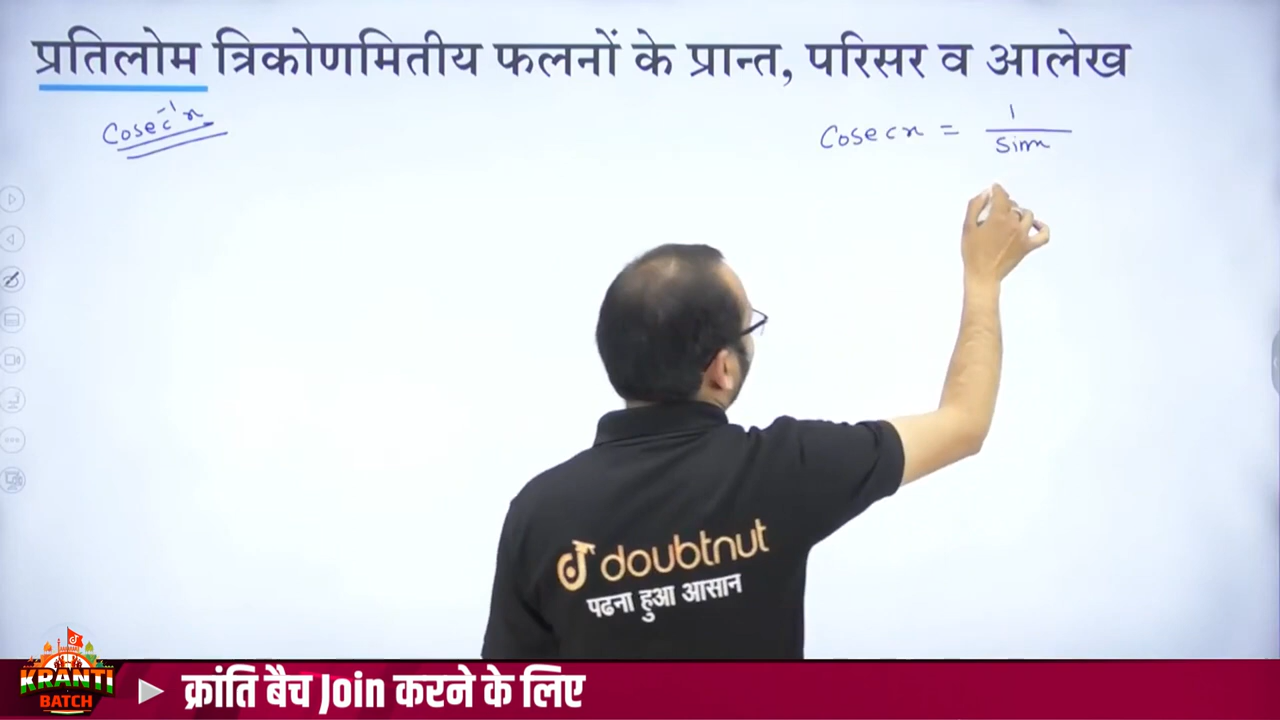 प्रतिलोम त्रिकोणमितीय फलनों के प्रान्त, परिसर व आलेख
Cosec⁻¹x
Cosecx = 1/sinx
doubtnut
पढना हुआ आसान
KRANTI
BATCH
क्रांति बैच Join करने के लिए